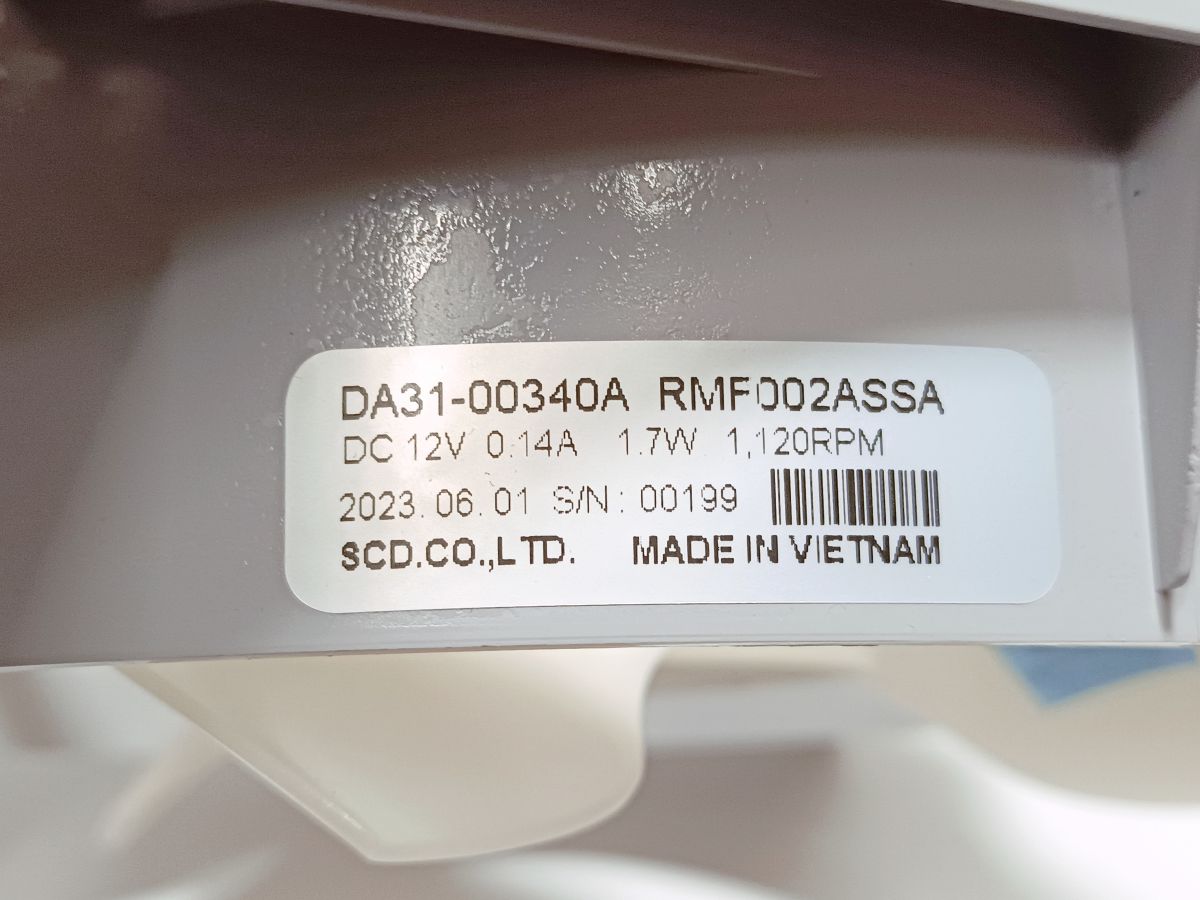 DA31-00340A RMF002ASSA
DC 12V 0.14A 1.7W 1,120RPM
2023.06.01 S/N: 00199
SCD.CO.,LTD. MADE IN VIETNAM